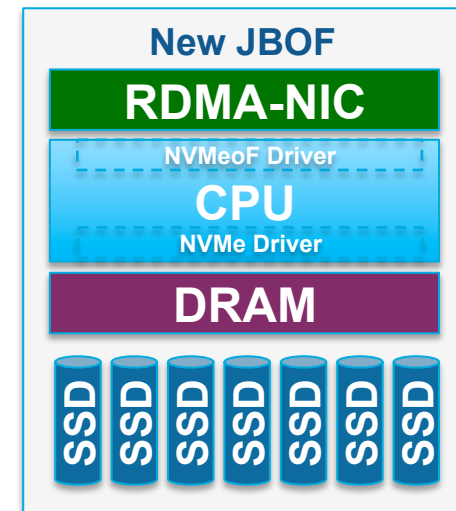 New JBOF
RDMA-NIC
NVMeoF Driver
CPU
NVMe Driver
DRAM
SSD SSD SSD SSD SSD SSD SSD